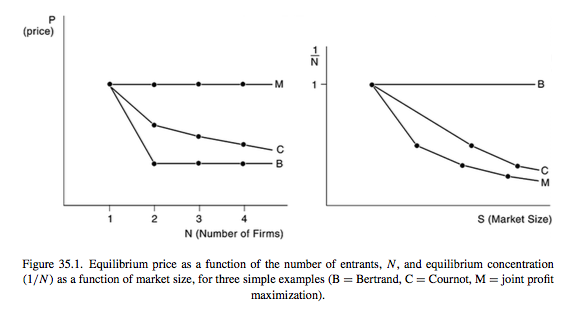 P
(price)
M
C
B
1 2 3 4
N (Number of Firms)
1
N
1
B
C
M
S (Market Size)
Figure 35.1. Equilibrium price as a function of the number of entrants, N, and equilibrium concentration
(1/N) as a function of market size, for three simple examples (B = Bertrand, C = Cournot, M = joint profit
maximization).